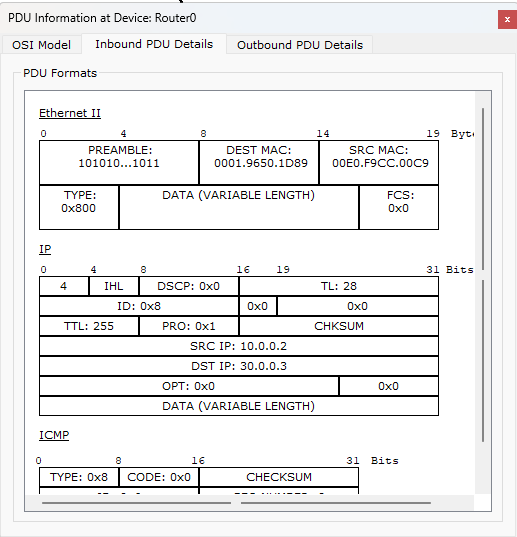 PDU Information at Device: Router0
x
OSI Model Inbound PDU Details Outbound PDU Details
PDU Formats
Ethernet II
0 4 8 14 19 Byte
PREAMBLE: DEST MAC: SRC MAC:
101010...1011 0001.9650.1D89 00E0.F9CC.00C9
TYPE: DATA (VARIABLE LENGTH) FCS:
0x800 0x0
IP
0 4 8 16 19 31 Bits
4 IHL DSCP: 0x0 TL: 28
ID: 0x8 0x0 0x0
TTL: 255 PRO: 0x1 CHKSUM
SRC IP: 10.0.0.2
DST IP: 30.0.0.3
OPT: 0x0 0x0
DATA (VARIABLE LENGTH)
ICMP
0 8 16 31 Bits
TYPE: 0x8 CODE: 0x0 CHECKSUM